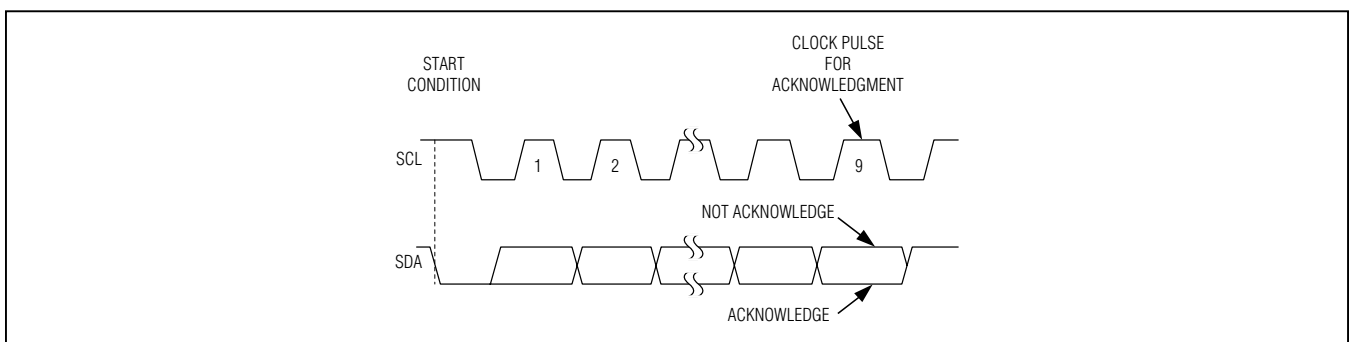 START
CONDITION
CLOCK PULSE
FOR
ACKNOWLEDGMENT
SCL
1
2
9
NOT ACKNOWLEDGE
SDA
ACKNOWLEDGE